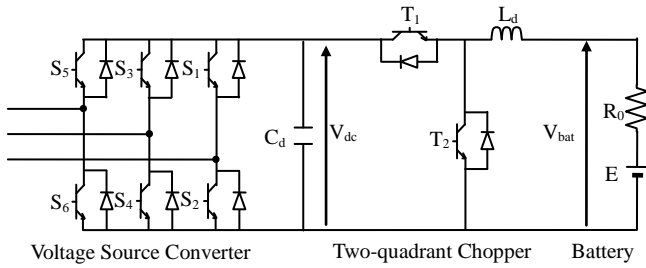 T1
Ld
S5
S3
S1
Cd
Vdc
T2
Vbat
R0
E
S6
S4
S2
Voltage Source Converter
Two-quadrant Chopper
Battery